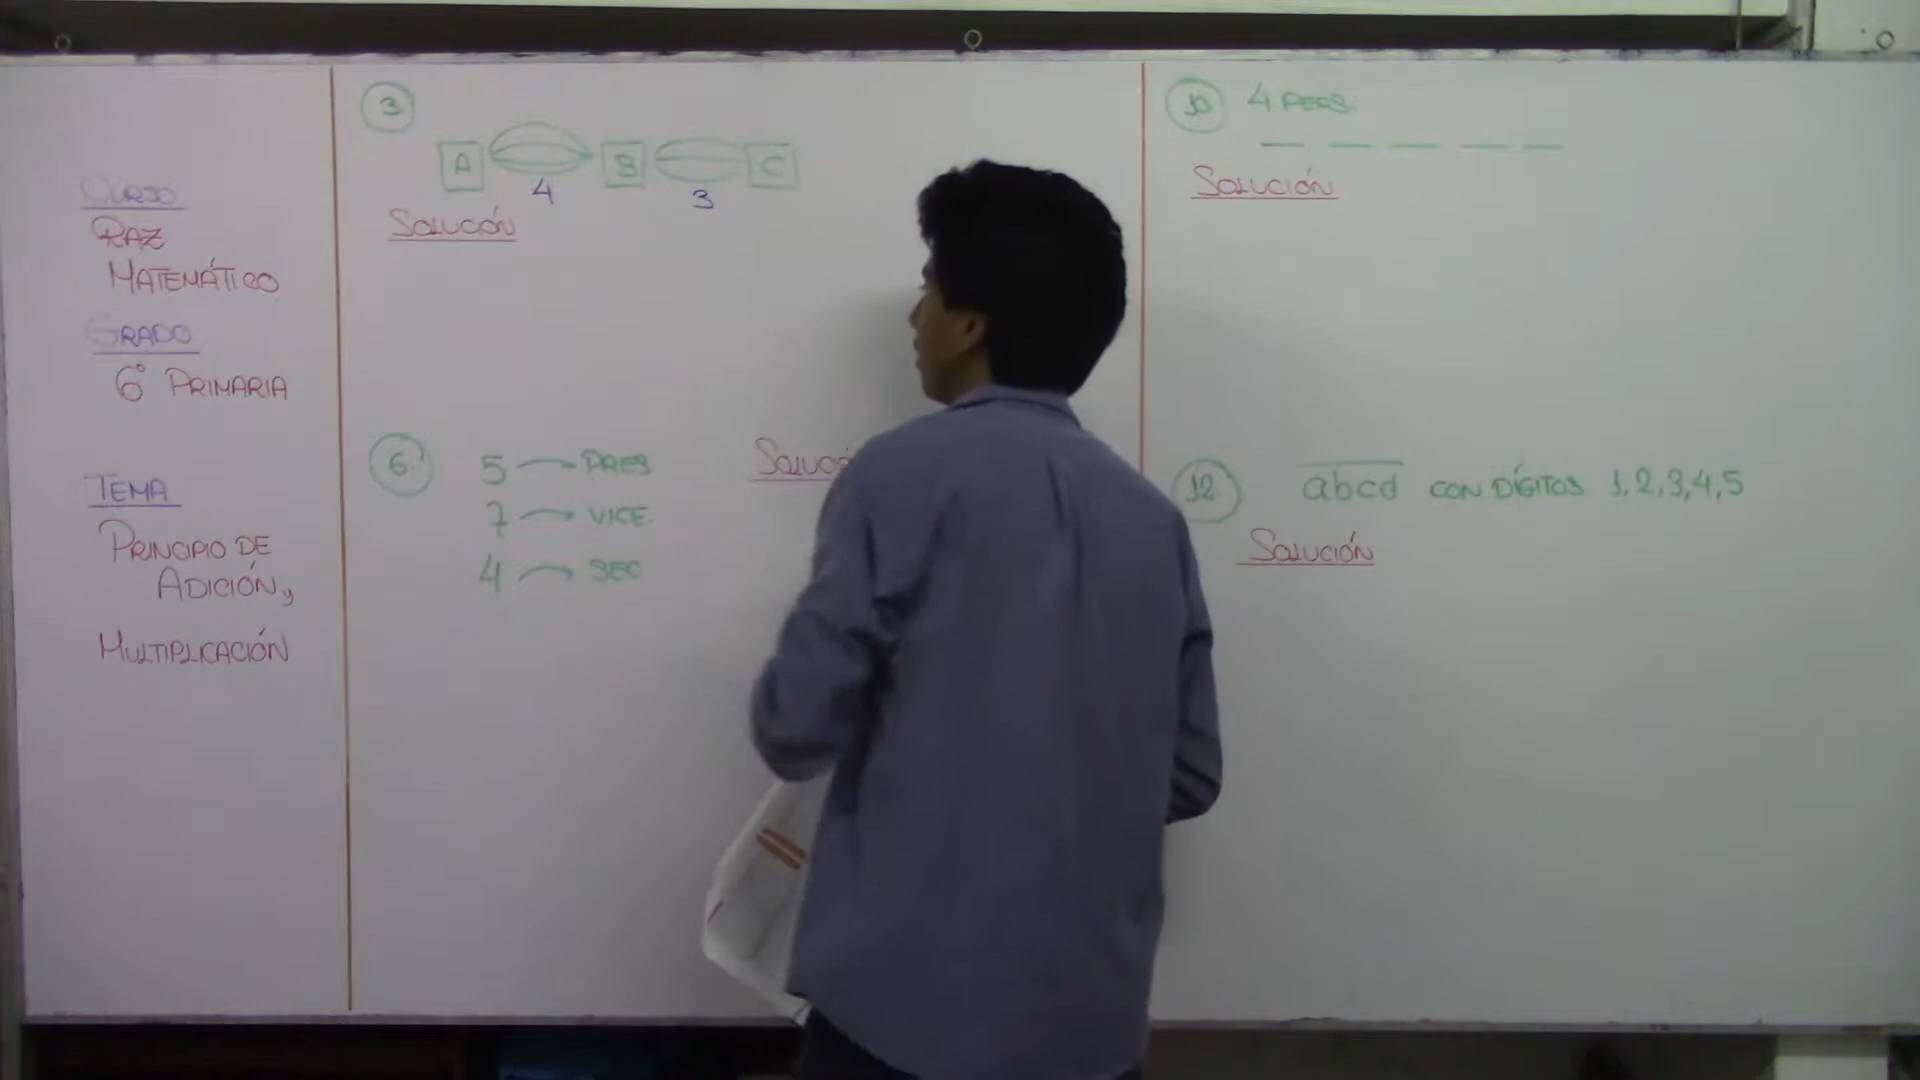 CURSO
RAZ
MATEMÁTICO
GRADO
6° PRIMARIA
TEMA
PRINCIPIO DE
ADICIÓN y
MULTIPLICACIÓN
3
A B C
4 3
SOLUCIÓN
6
5 → PRES
7 → VICE
4 → SEC
10 4 PERS
SOLUCIÓN
12 abcd CON DÍGITOS 1,2,3,4,5
SOLUCIÓN